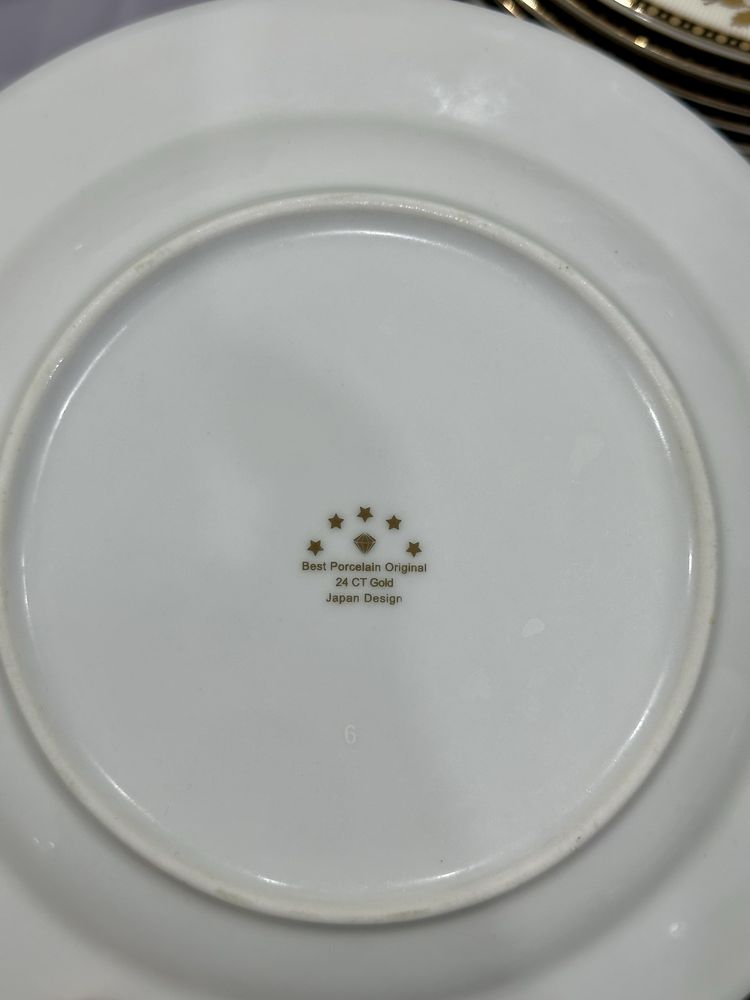 Best Porcelain Original
24 CT Gold
Japan Design
6